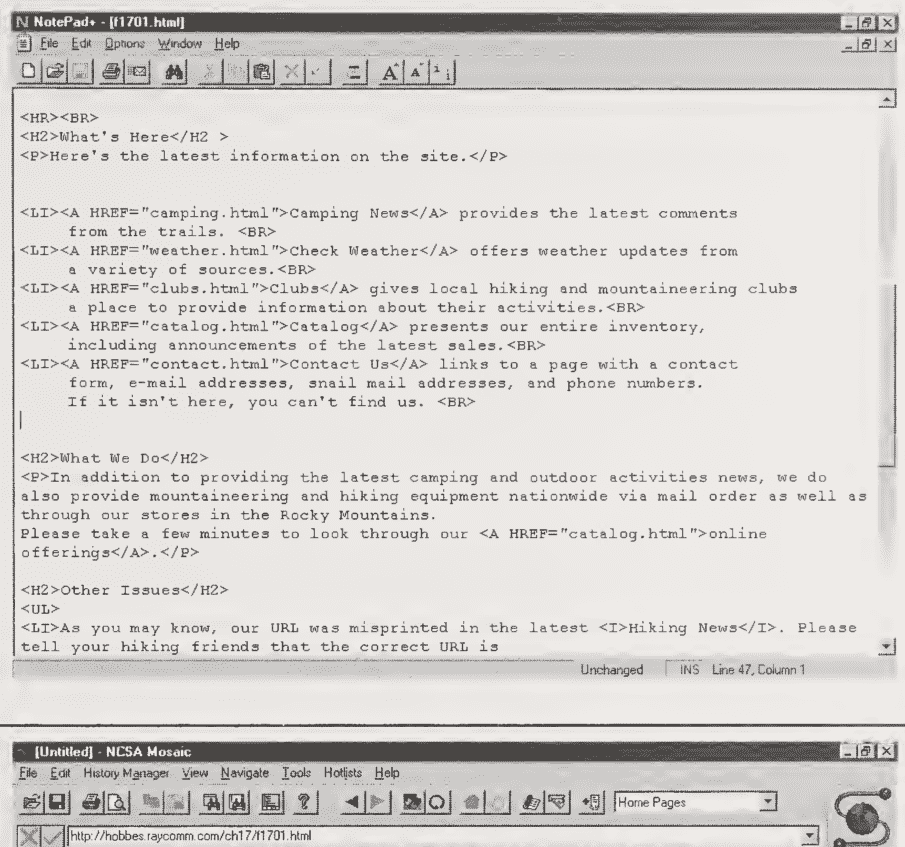 NotePad+ - [f1701.html]
File Edit Options Window Help
<HR><BR>
<H2>What's Here</H2 >
<P>Here's the latest information on the site.</P>
<LI><A HREF="camping.html">Camping News</A> provides the latest comments
from the trails. <BR>
<LI><A HREF="weather.html">Check Weather</A> offers weather updates from
a variety of sources.<BR>
<LI><A HREF="clubs.html">Clubs</A> gives local hiking and mountaineering clubs
a place to provide information about their activities.<BR>
<LI><A HREF="catalog.html">Catalog</A> presents our entire inventory,
including announcements of the latest sales.<BR>
<LI><A HREF="contact.html">Contact Us</A> links to a page with a contact
form, e-mail addresses, snail mail addresses, and phone numbers.
If it isn't here, you can't find us. <BR>
<H2>What We Do</H2>
<P>In addition to providing the latest camping and outdoor activities news, we do
also provide mountaineering and hiking equipment nationwide via mail order as well as
through our stores in the Rocky Mountains.
Please take a few minutes to look through our <A HREF="catalog.html">online
offerings</A>.</P>
<H2>Other Issues</H2>
<UL>
<LI>As you may know, our URL was misprinted in the latest <I>Hiking News</I>. Please
tell your hiking friends that the correct URL is
Unchanged INS Line 47, Column 1
[Untitled] - NCSA Mosaic
File Edit History Manager View Navigate Tools Hotlists Help
Home Pages
http://hobbes.raycomm.com/ch17/f1701.html